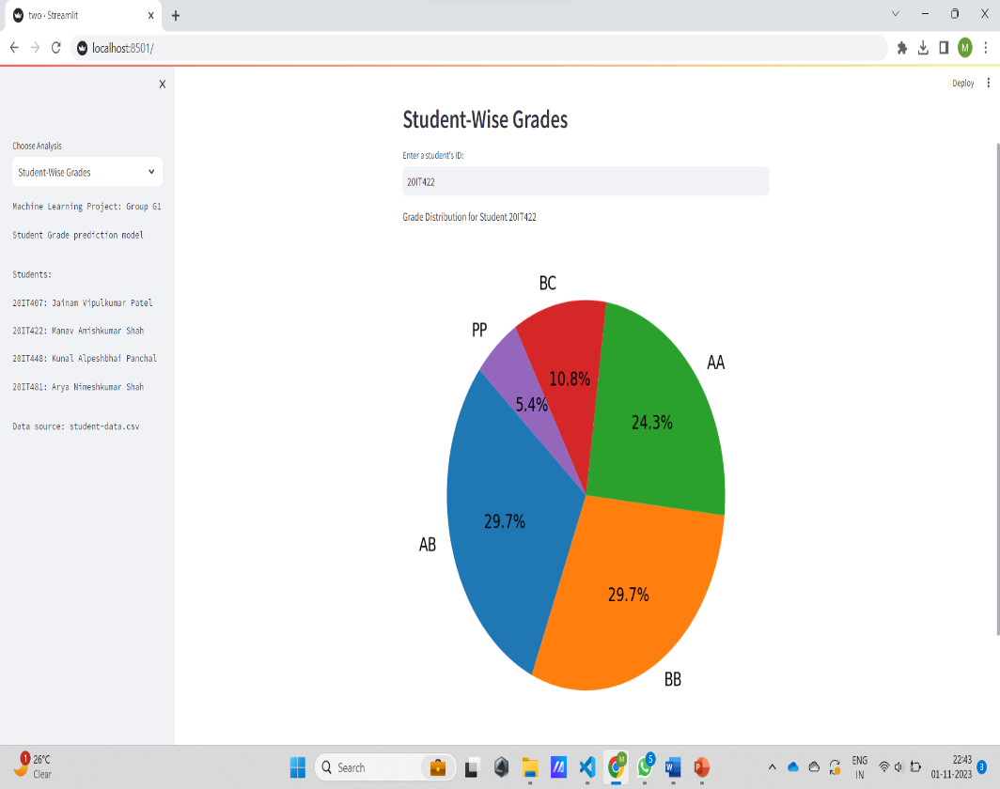 two · Streamlit
localhost:8501/
M
Deploy
Choose Analysis
Student-Wise Grades
Machine Learning Project: Group G1
Student Grade prediction model
Students:
20IT407: Jainam Vipulkumar Patel
20IT422: Manav Amishkumar Shah
20IT448: Kunal Alpeshbhai Panchal
20IT481: Arya Nimeshkumar Shah
Data source: student-data.csv
Student-Wise Grades
Enter a student's ID:
20IT422
Grade Distribution for Student 20IT422
BC
PP
AA
10.8%
5.4%
24.3%
29.7%
AB
29.7%
BB
1
26°C
Clear
Search
M
5
W
P
ENG
IN
22:43
01-11-2023
3